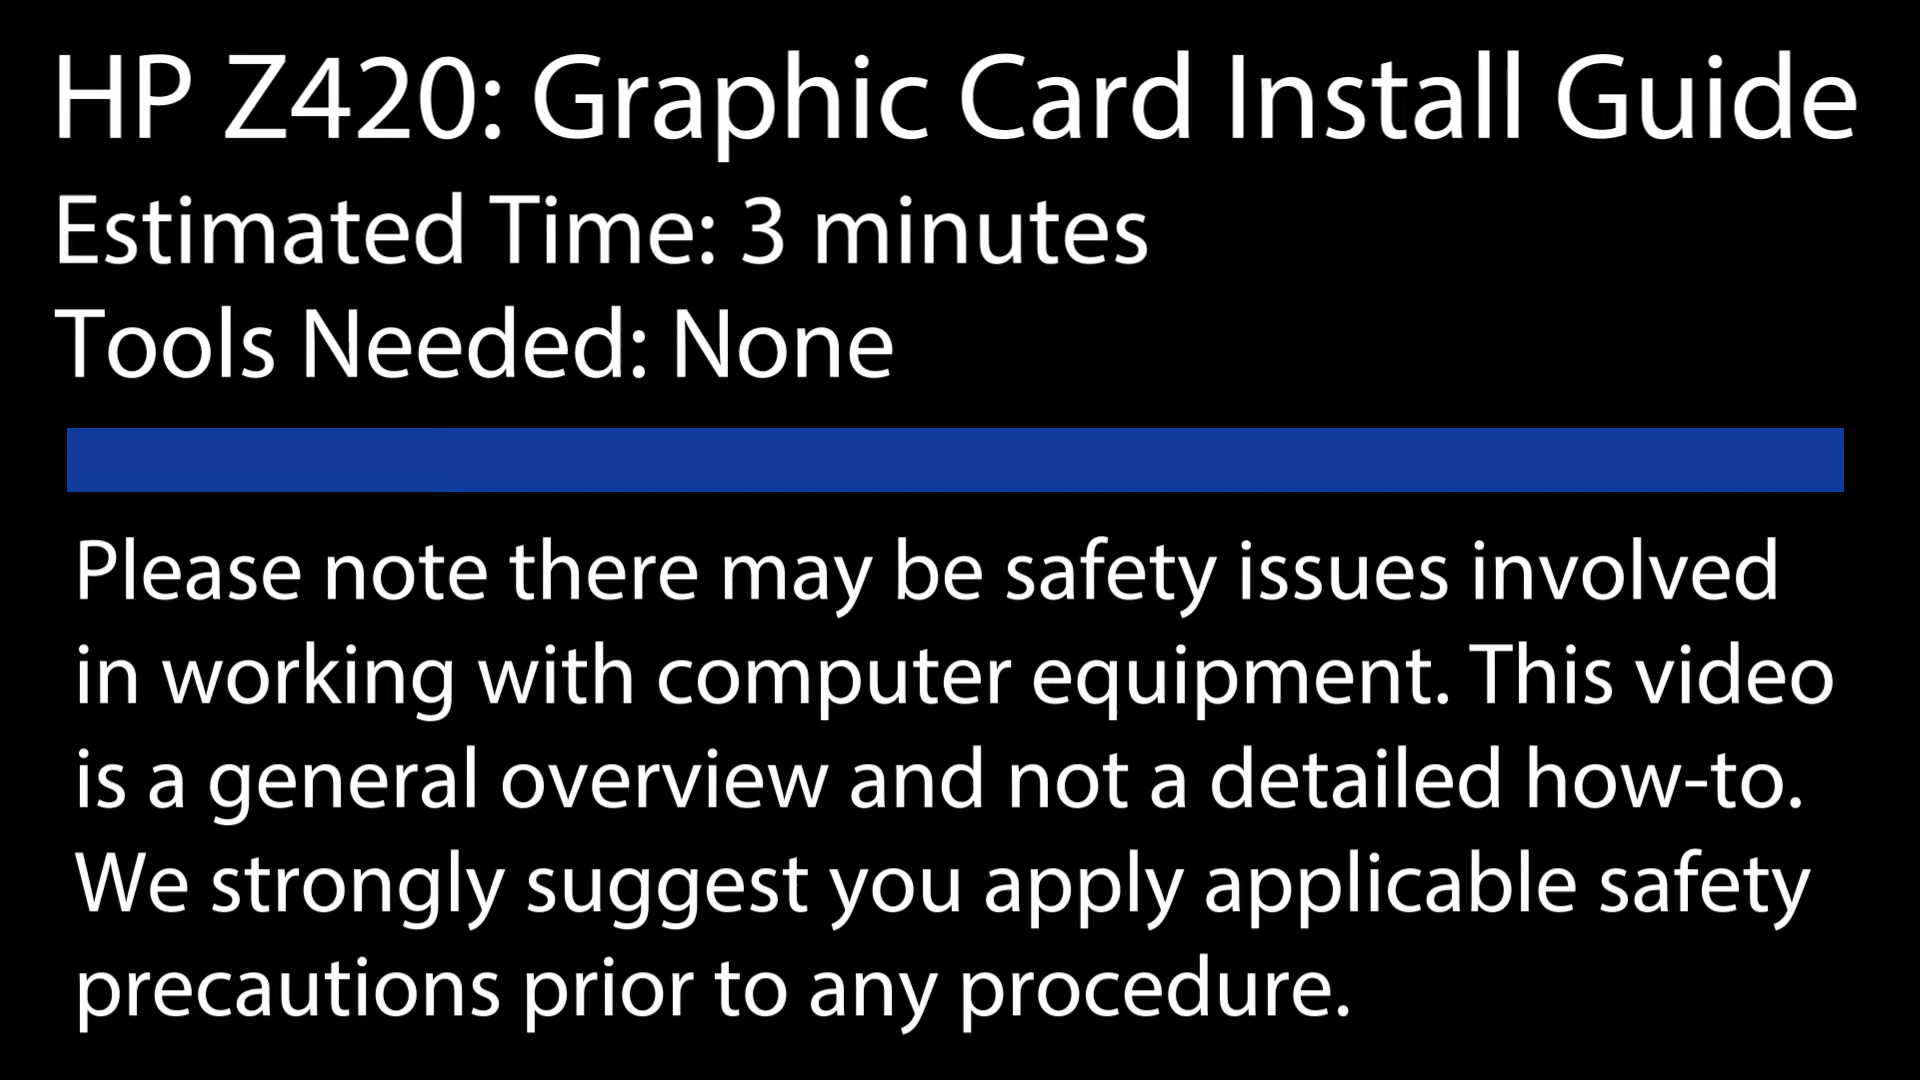 HP Z420: Graphic Card Install Guide
Estimated Time: 3 minutes
Tools Needed: None
Please note there may be safety issues involved
in working with computer equipment. This video
is a general overview and not a detailed how-to.
We strongly suggest you apply applicable safety
precautions prior to any procedure.